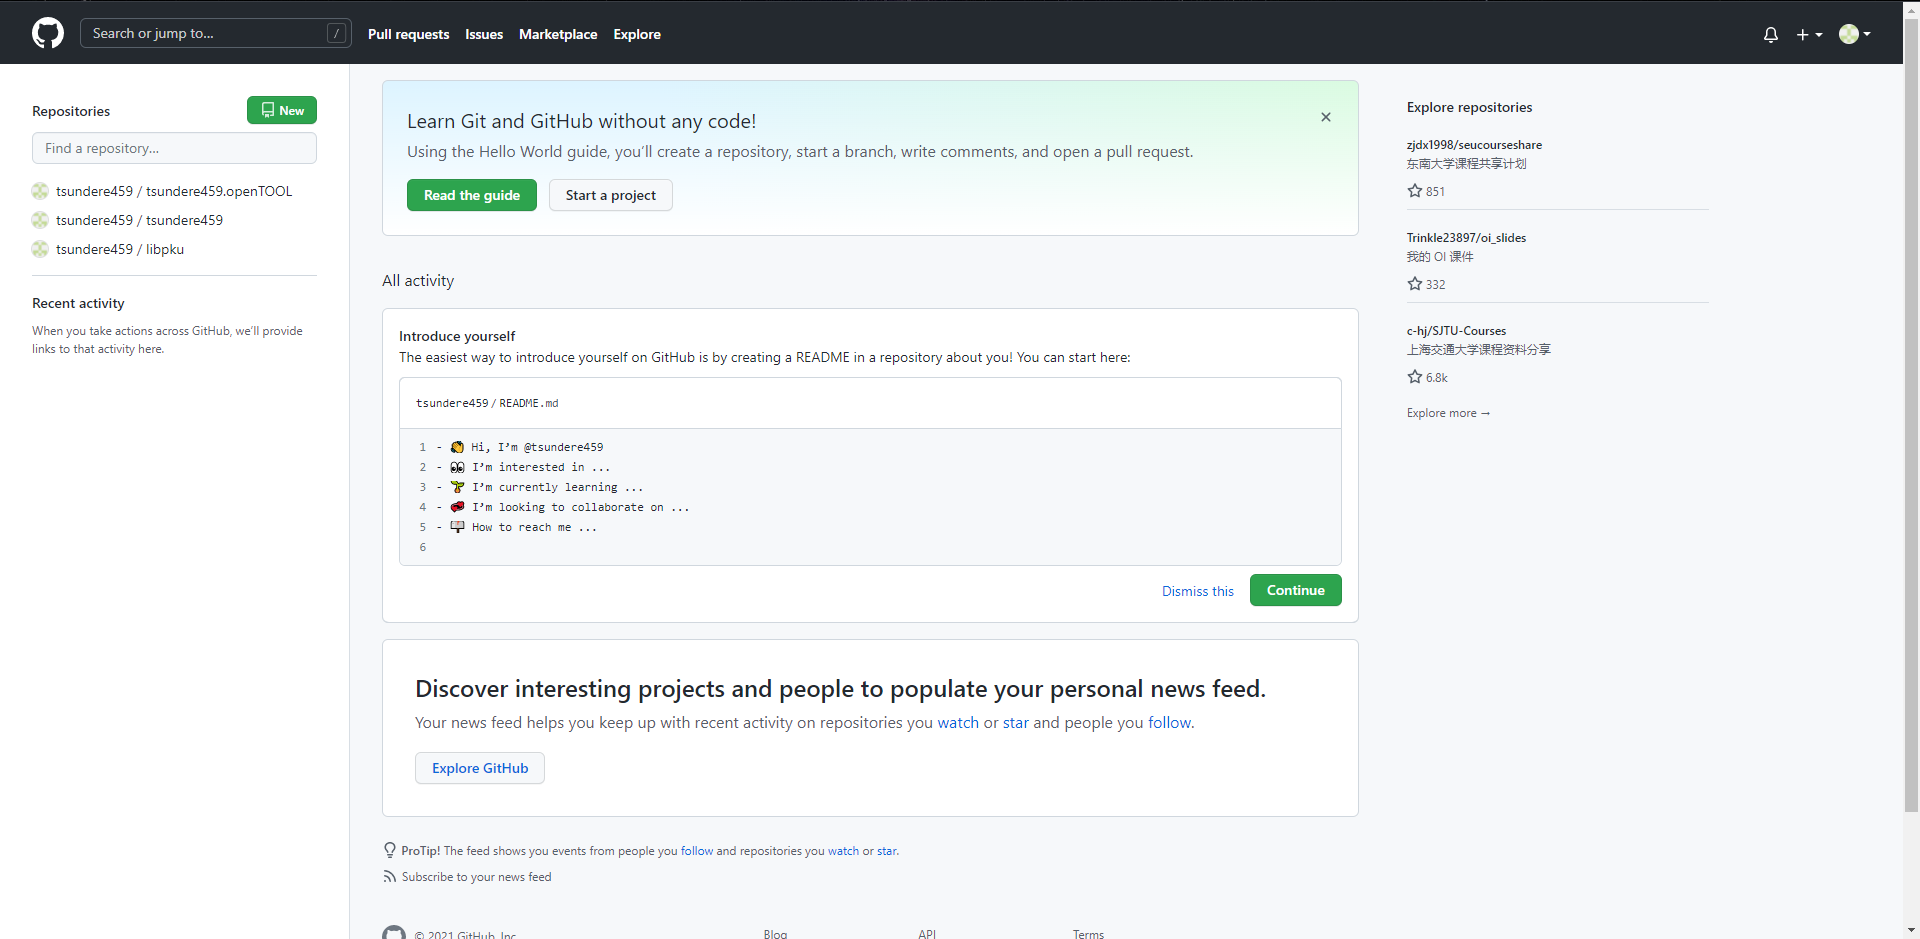 Search or jump to...
/
Pull requests
Issues
Marketplace
Explore
Repositories
New
Find a repository...
tsundere459 / tsundere459.openTOOL
tsundere459 / tsundere459
tsundere459 / libpku
Recent activity
When you take actions across GitHub, we’ll provide
links to that activity here.
Learn Git and GitHub without any code!
Using the Hello World guide, you’ll create a repository, start a branch, write comments, and open a pull request.
Read the guide
Start a project
All activity
Introduce yourself
The easiest way to introduce yourself on GitHub is by creating a README in a repository about you! You can start here:
tsundere459 / README.md
1 - 👋 Hi, I’m @tsundere459
2 - 👀 I’m interested in ...
3 - 🌱 I’m currently learning ...
4 - 💞️ I’m looking to collaborate on ...
5 - 📫 How to reach me ...
6
Dismiss this
Continue
Discover interesting projects and people to populate your personal news feed.
Your news feed helps you keep up with recent activity on repositories you watch or star and people you follow.
Explore GitHub
ProTip! The feed shows you events from people you follow and repositories you watch or star.
Subscribe to your news feed
© 2021 GitHub, Inc.
Blog
API
Terms
Explore repositories
zjdx1998/seucourseshare
东南大学课程共享计划
851
Trinkle23897/oi_slides
我的 OI 课件
332
c-hj/SJTU-Courses
上海交通大学课程资料分享
6.8k
Explore more →